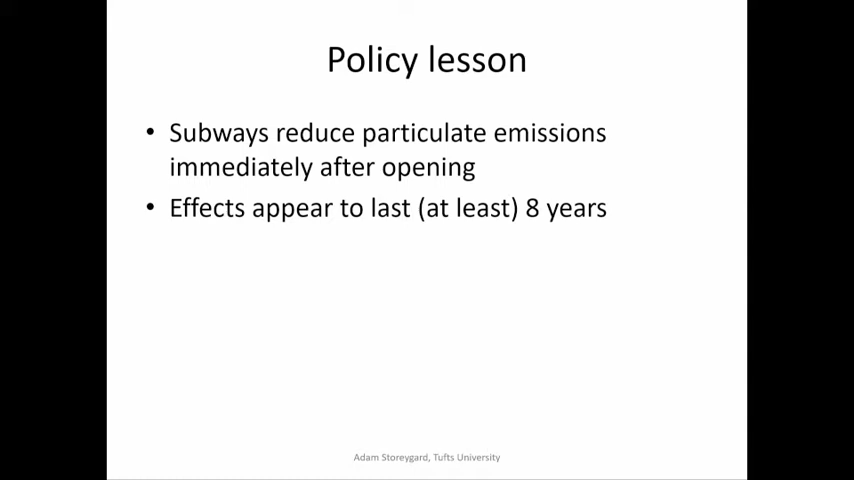 Policy lesson
• Subways reduce particulate emissions
immediately after opening
• Effects appear to last (at least) 8 years
Adam Storeygard, Tufts University